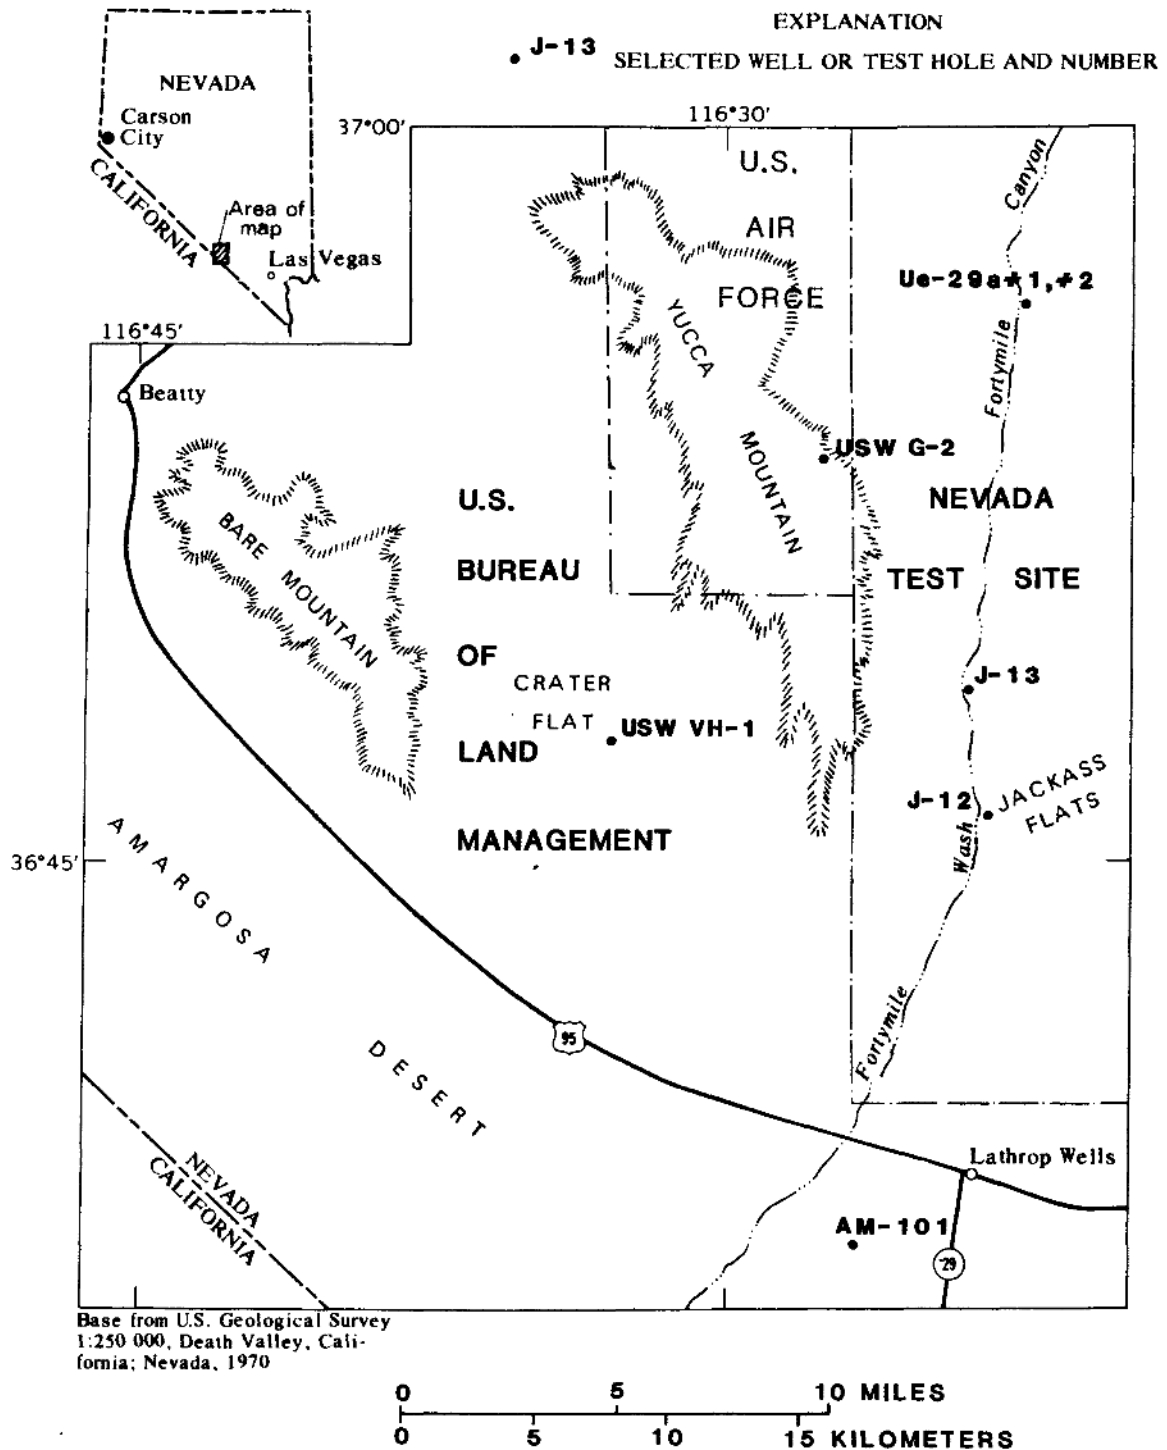 EXPLANATION
J-13
SELECTED WELL OR TEST HOLE AND NUMBER
NEVADA
Carson
City
CALIFORNIA
Area of
map
Las Vegas
37°00'
116°30'
116°45'
36°45'
U.S.
AIR
FORCE
Canyon
Ue-29a#1,#2
Fortymile
YUCCA
MOUNTAIN
Beatty
USW G-2
BARE
MOUNTAIN
U.S.
BUREAU
OF
LAND
MANAGEMENT
NEVADA
TEST SITE
CRATER
FLAT
USW VH-1
J-13
J-12
JACKASS
FLATS
Wash
Fortymile
AMARGOSA
DESERT
95
NEVADA
CALIFORNIA
Lathrop Wells
AM-101
29
Base from U.S. Geological Survey
1:250 000, Death Valley, Cali-
fornia; Nevada, 1970
0 5 10 MILES
0 5 10 15 KILOMETERS